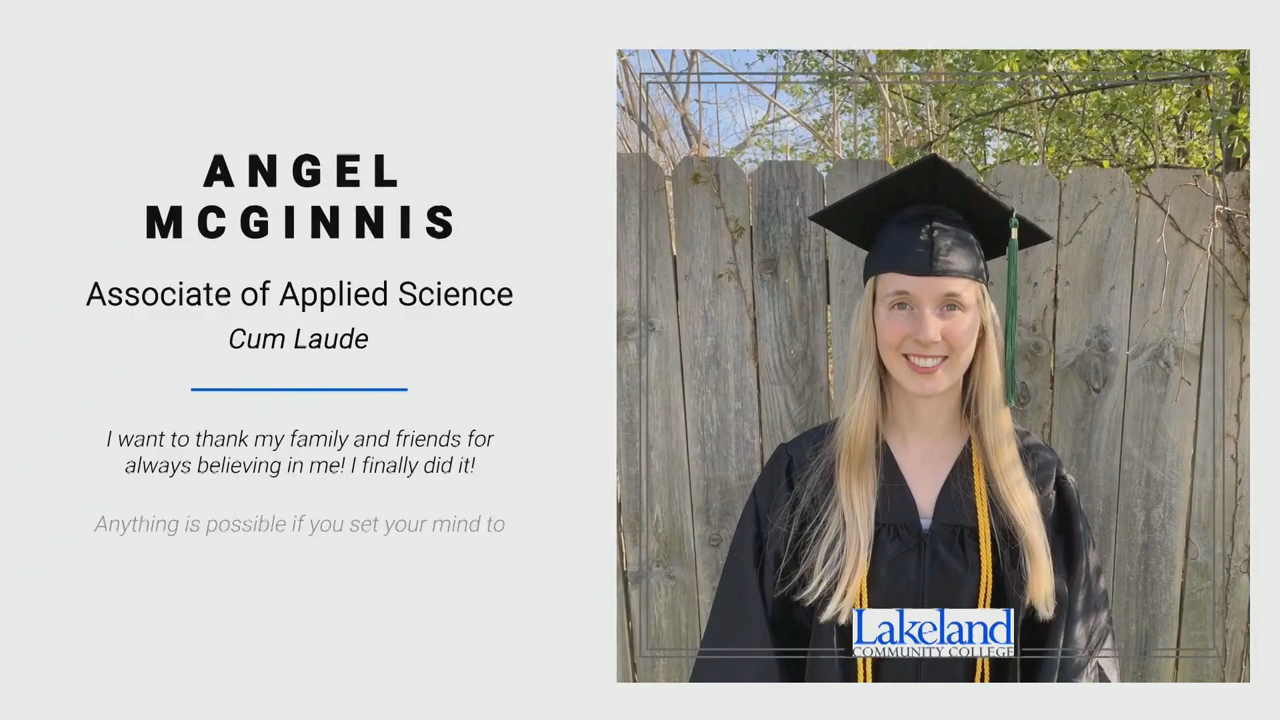 ANGEL
MCGINNIS
Associate of Applied Science
Cum Laude
I want to thank my family and friends for
always believing in me! I finally did it!
Anything is possible if you set your mind to
Lakeland
COMMUNITY COLLEGE